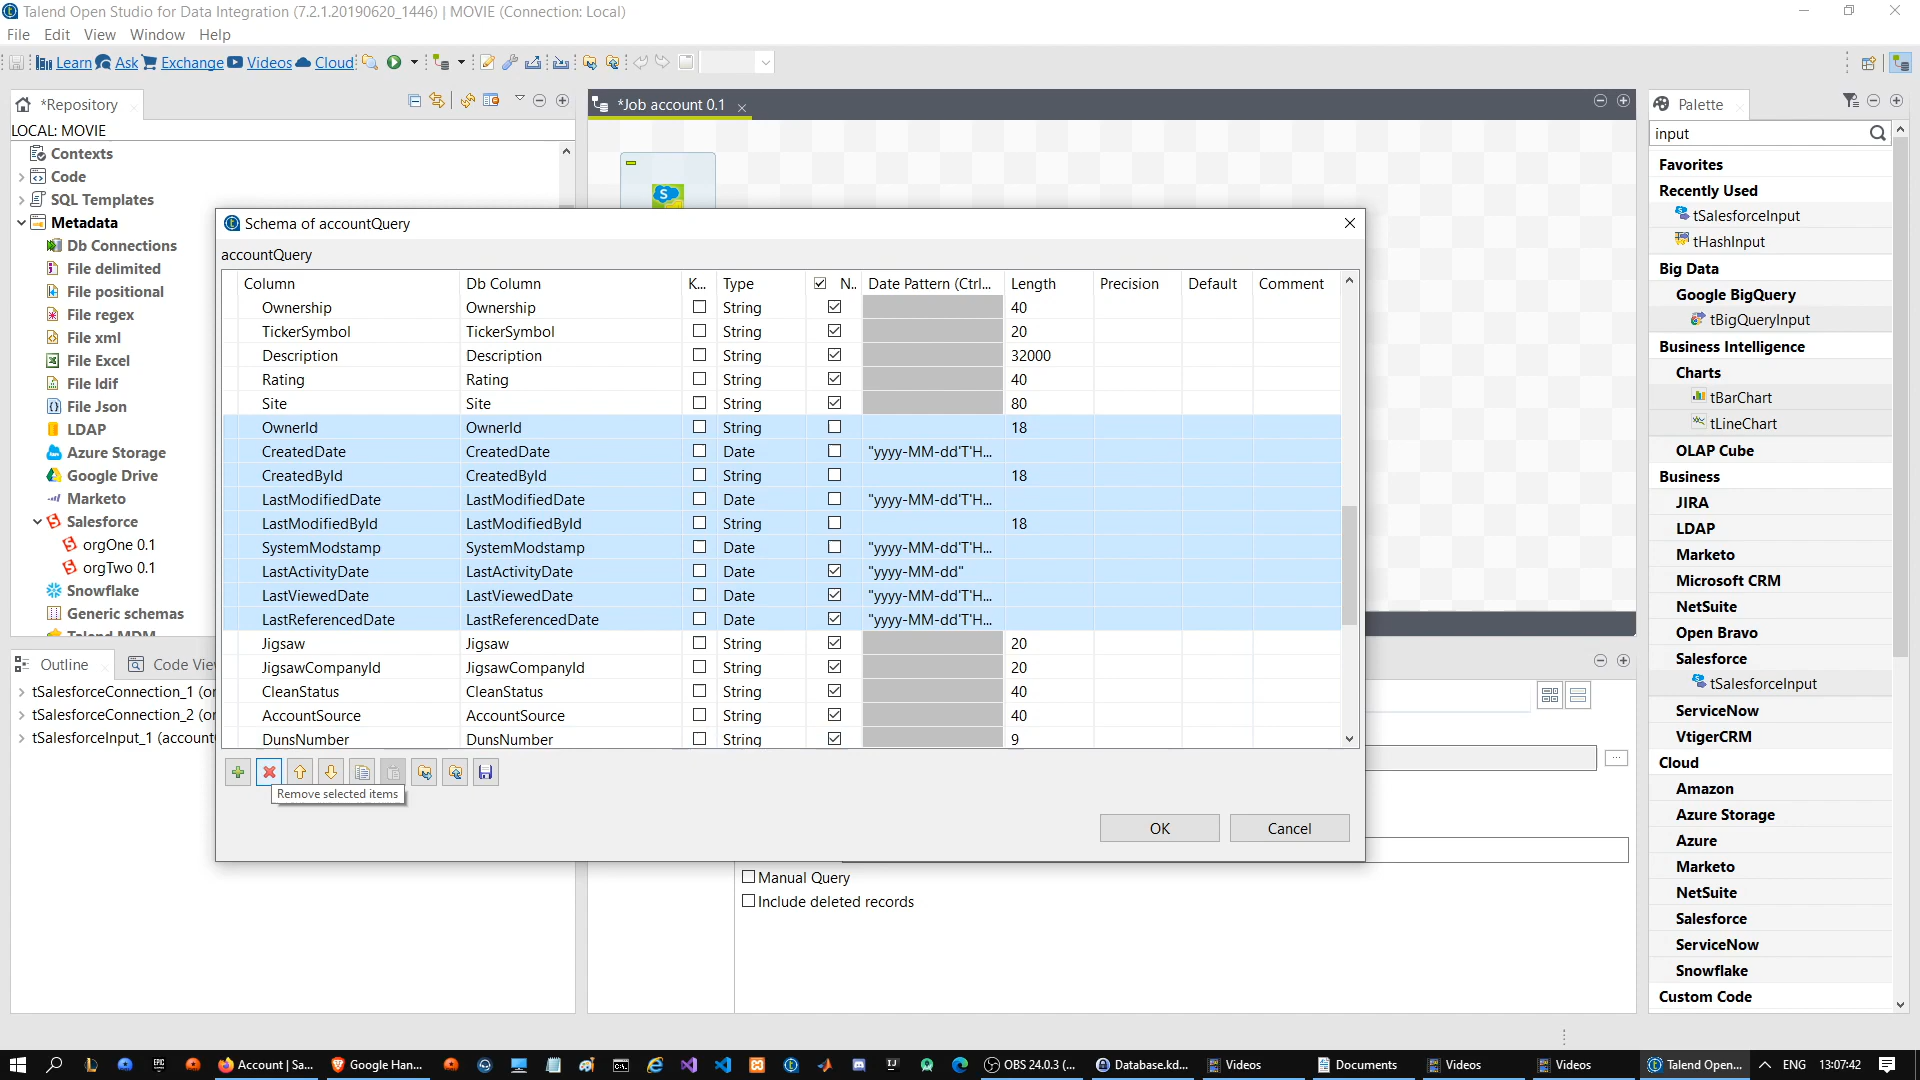 Talend Open Studio for Data Integration (7.2.1.20190620_1446) | MOVIE (Connection: Local)
File Edit View Window Help
Learn Ask Exchange Videos Cloud
*Repository
LOCAL: MOVIE
Contexts
Code
SQL Templates
Metadata
Db Connections
File delimited
File positional
File regex
File xml
File Excel
File ldif
File Json
LDAP
Azure Storage
Google Drive
Marketo
Salesforce
orgOne 0.1
orgTwo 0.1
Snowflake
Generic schemas
Talend MDM
Outline Code Vie
tSalesforceConnection_1 (or
tSalesforceConnection_2 (or
tSalesforceInput_1 (account
*Job account 0.1
Schema of accountQuery
accountQuery
Column Db Column K... Type N.. Date Pattern (Ctrl... Length Precision Default Comment
Ownership Ownership String 40
TickerSymbol TickerSymbol String 20
Description Description String 32000
Rating Rating String 40
Site Site String 80
OwnerId OwnerId String 18
CreatedDate CreatedDate Date "yyyy-MM-dd'T'H...
CreatedById CreatedById String 18
LastModifiedDate LastModifiedDate Date "yyyy-MM-dd'T'H...
LastModifiedById LastModifiedById String 18
SystemModstamp SystemModstamp Date "yyyy-MM-dd'T'H...
LastActivityDate LastActivityDate Date "yyyy-MM-dd"
LastViewedDate LastViewedDate Date "yyyy-MM-dd'T'H...
LastReferencedDate LastReferencedDate Date "yyyy-MM-dd'T'H...
Jigsaw Jigsaw String 20
JigsawCompanyId JigsawCompanyId String 20
CleanStatus CleanStatus String 40
AccountSource AccountSource String 40
DunsNumber DunsNumber String 9
Remove selected items
OK Cancel
Manual Query
Include deleted records
Palette
input
Favorites
Recently Used
tSalesforceInput
tHashInput
Big Data
Google BigQuery
tBigQueryInput
Business Intelligence
Charts
tBarChart
tLineChart
OLAP Cube
Business
JIRA
LDAP
Marketo
Microsoft CRM
NetSuite
Open Bravo
Salesforce
tSalesforceInput
ServiceNow
VtigerCRM
Cloud
Amazon
Azure Storage
Azure
Marketo
NetSuite
Salesforce
ServiceNow
Snowflake
Custom Code
Account | Sa... Google Han... OBS 24.0.3 (... Database.kd... Videos Documents Videos Videos Talend Open... ENG 13:07:42